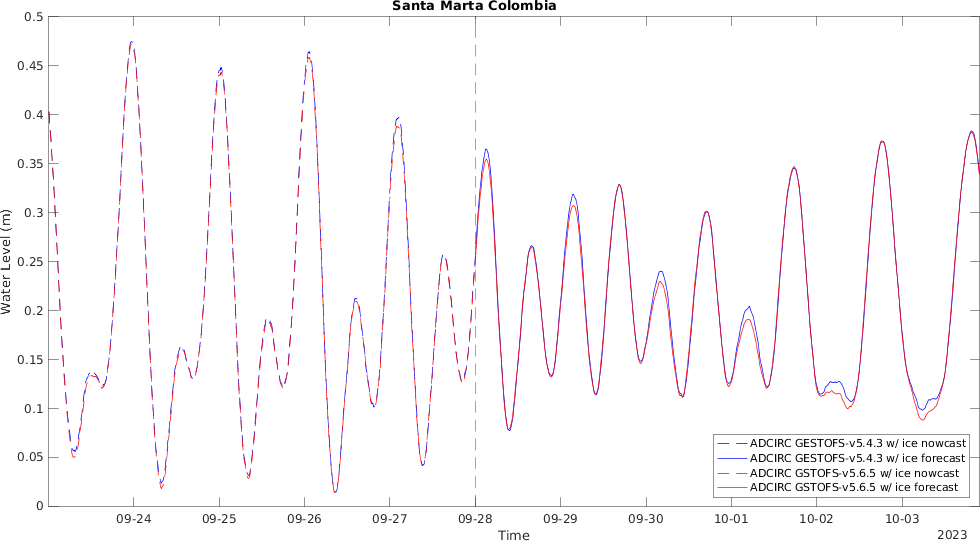 Santa Marta Colombia
0.5
0.45
0.4
0.35
0.3
0.25
0.2
0.15
0.1
0.05
0
Water Level (m)
ADCIRC GESTOFS-v5.4.3 w/ ice nowcast
ADCIRC GESTOFS-v5.4.3 w/ ice forecast
ADCIRC GSTOFS-v5.6.5 w/ ice nowcast
ADCIRC GSTOFS-v5.6.5 w/ ice forecast
09-24 09-25 09-26 09-27 09-28 09-29 09-30 10-01 10-02 10-03
Time
2023